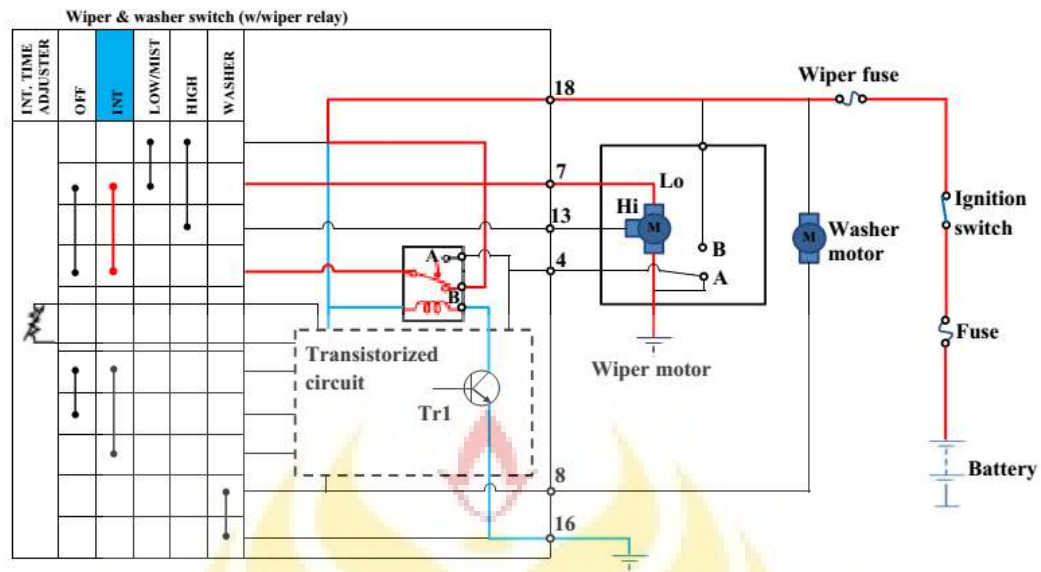 Wiper & washer switch (w/wiper relay)
INT. TIME
ADJUSTER
OFF
INT
LOW/MIST
HIGH
WASHER
18
Wiper fuse
7
Lo
Hi
M
13
B
A
4
A
B
M
Washer
motor
Ignition
switch
Fuse
Wiper motor
Transistorized
circuit
Tr1
Battery
8
16